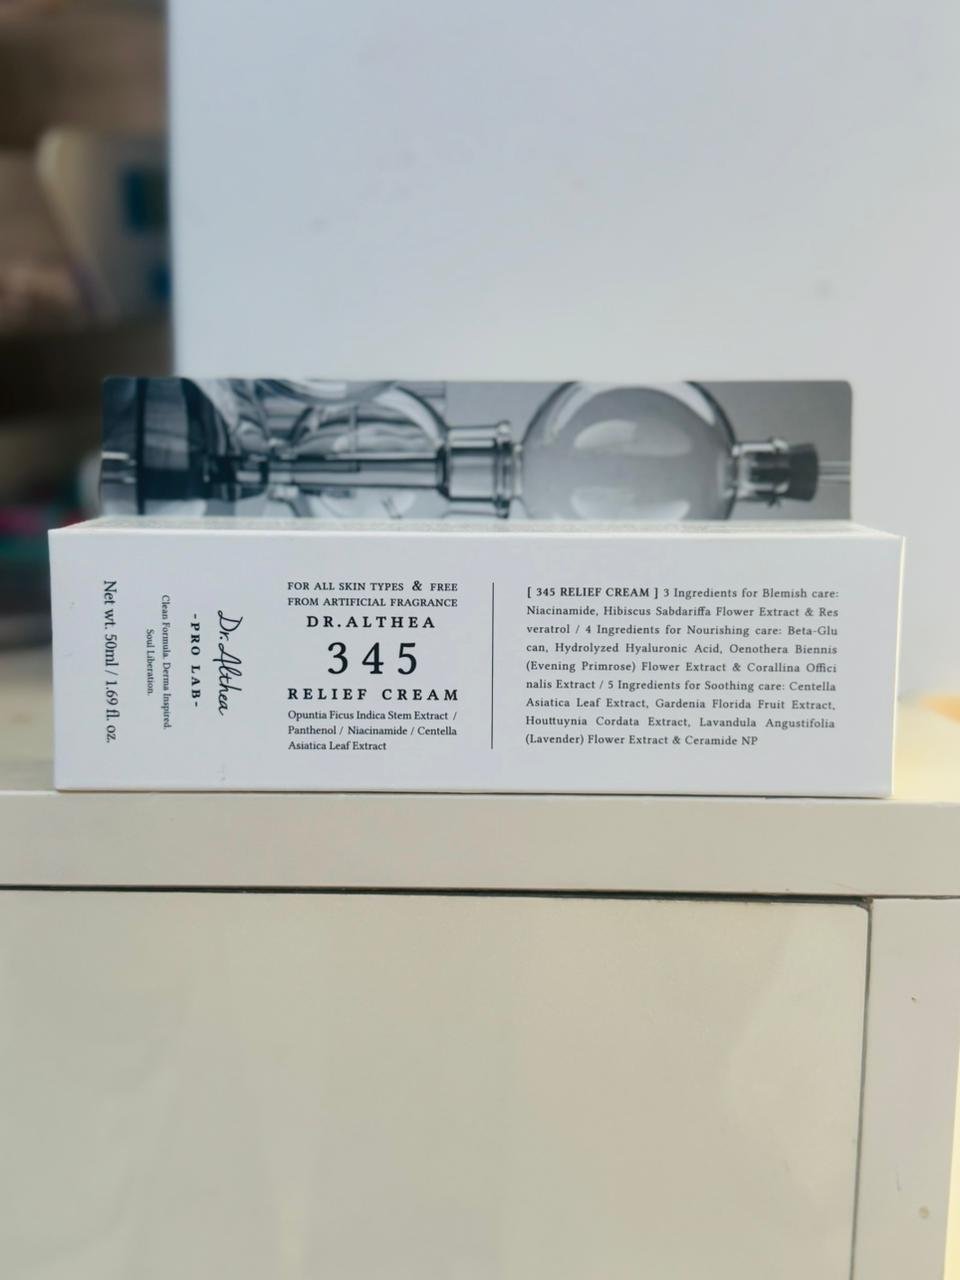 Net wt. 50ml / 1.69 fl. oz.
Clean Formula. Derma Inspired.
Soul Liberation.
-PRO LAB-
Dr.Althea
FOR ALL SKIN TYPES & FREE
FROM ARTIFICIAL FRAGRANCE
DR.ALTHEA
345
RELIEF CREAM
Opuntia Ficus Indica Stem Extract /
Panthenol / Niacinamide / Centella
Asiatica Leaf Extract
[ 345 RELIEF CREAM ] 3 Ingredients for Blemish care:
Niacinamide, Hibiscus Sabdariffa Flower Extract & Res
veratrol / 4 Ingredients for Nourishing care: Beta-Glu
can, Hydrolyzed Hyaluronic Acid, Oenothera Biennis
(Evening Primrose) Flower Extract & Corallina Offici
nalis Extract / 5 Ingredients for Soothing care: Centella
Asiatica Leaf Extract, Gardenia Florida Fruit Extract,
Houttuynia Cordata Extract, Lavandula Angustifolia
(Lavender) Flower Extract & Ceramide NP